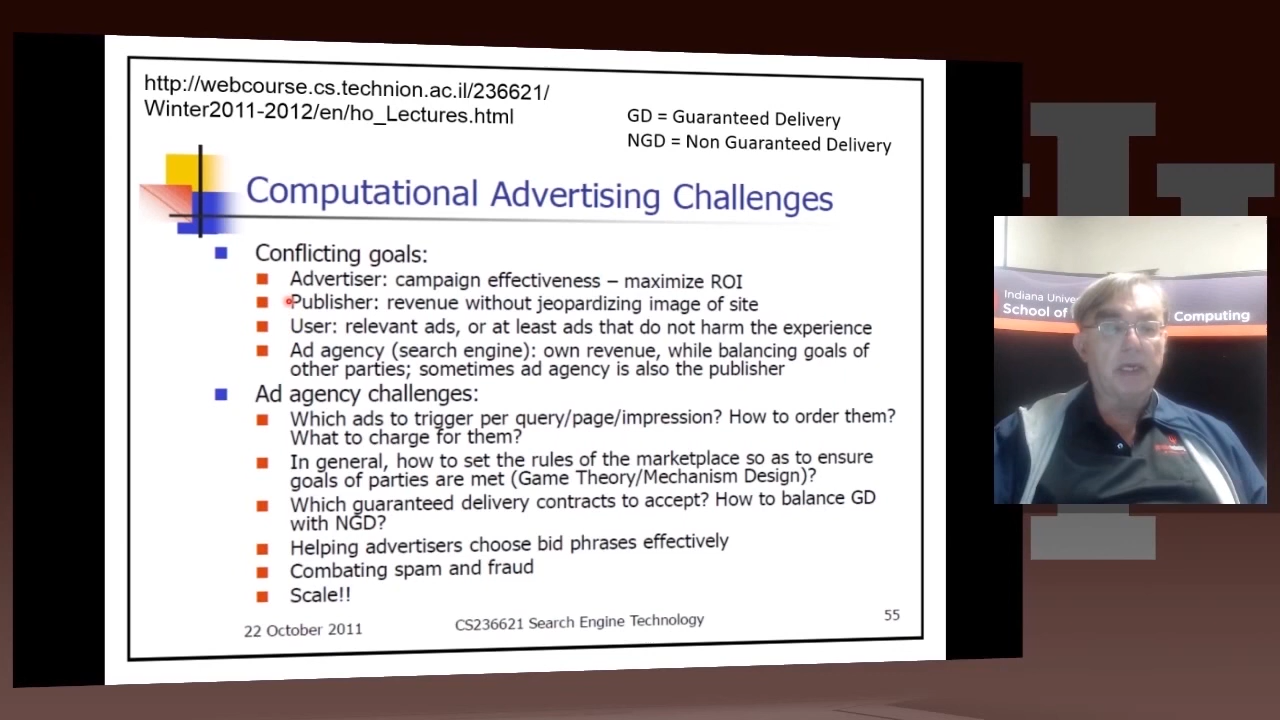 http://webcourse.cs.technion.ac.il/236621/
Winter2011-2012/en/ho_Lectures.html
GD = Guaranteed Delivery
NGD = Non Guaranteed Delivery
Computational Advertising Challenges
Conflicting goals:
Advertiser: campaign effectiveness – maximize ROI
Publisher: revenue without jeopardizing image of site
User: relevant ads, or at least ads that do not harm the experience
Ad agency (search engine): own revenue, while balancing goals of
other parties; sometimes ad agency is also the publisher
Ad agency challenges:
Which ads to trigger per query/page/impression? How to order them?
What to charge for them?
In general, how to set the rules of the marketplace so as to ensure
goals of parties are met (Game Theory/Mechanism Design)?
Which guaranteed delivery contracts to accept? How to balance GD
with NGD?
Helping advertisers choose bid phrases effectively
Combating spam and fraud
Scale!!
22 October 2011
CS236621 Search Engine Technology
55
Indiana Unive
School of
Computing